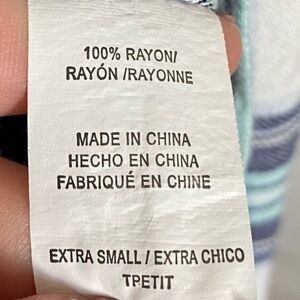 100% RAYON/
RAYÓN /RAYONNE
MADE IN CHINA
HECHO EN CHINA
FABRIQUÉ EN CHINE
EXTRA SMALL / EXTRA CHICO
TPETIT